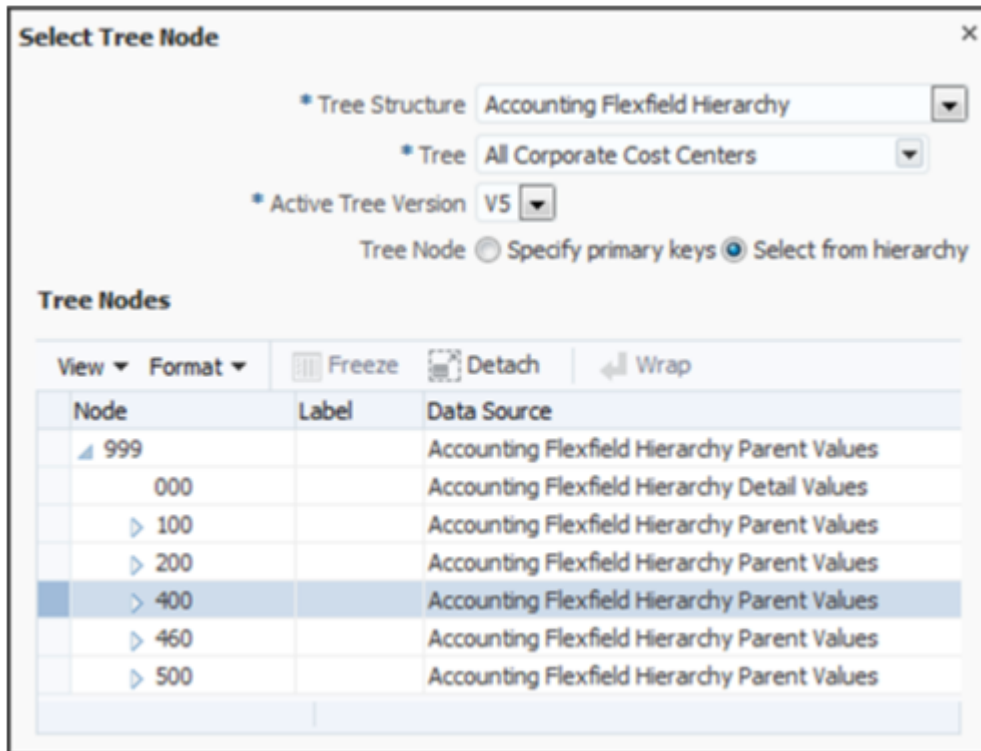 Select Tree Node
* Tree Structure Accounting Flexfield Hierarchy
* Tree All Corporate Cost Centers
* Active Tree Version V5
Tree Node Specify primary keys Select from hierarchy
Tree Nodes
View Format Freeze Detach Wrap
Node Label Data Source
999 Accounting Flexfield Hierarchy Parent Values
000 Accounting Flexfield Hierarchy Detail Values
100 Accounting Flexfield Hierarchy Parent Values
200 Accounting Flexfield Hierarchy Parent Values
400 Accounting Flexfield Hierarchy Parent Values
460 Accounting Flexfield Hierarchy Parent Values
500 Accounting Flexfield Hierarchy Parent Values